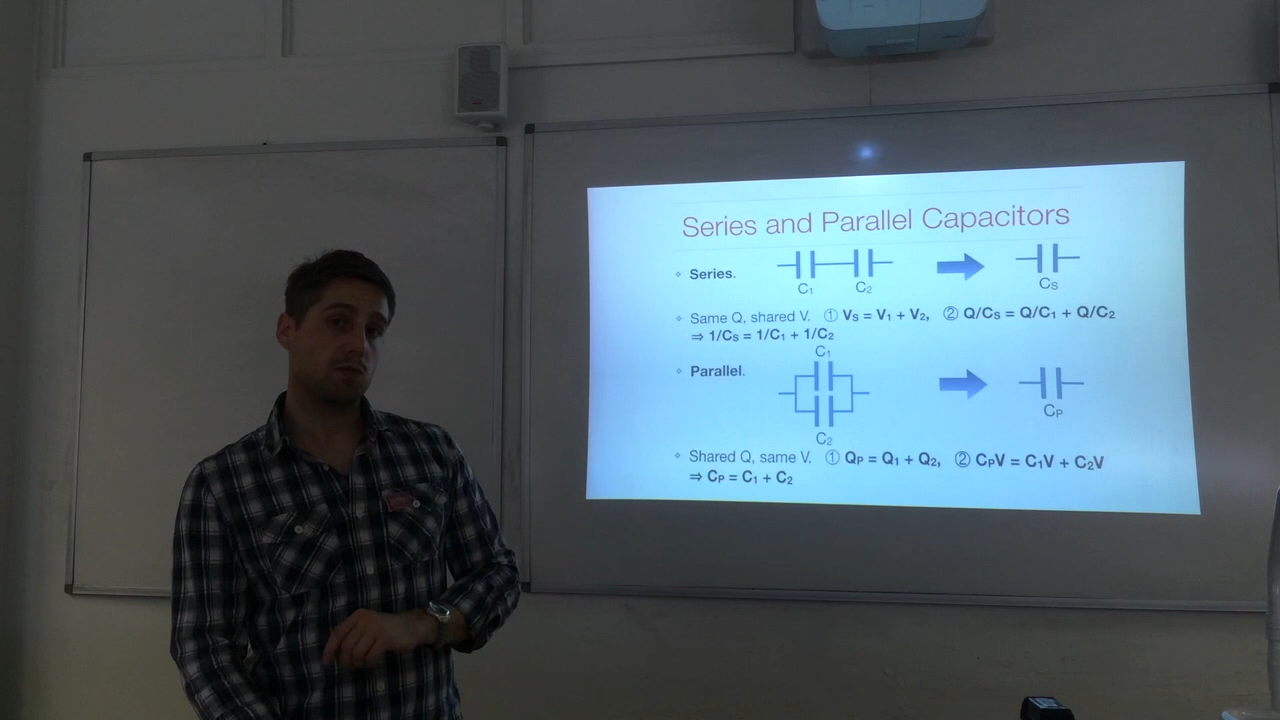 Series and Parallel Capacitors
Series.
C₁ C₂ Cₛ
Same Q, shared V. ① Vₛ = V₁ + V₂, ② Q/Cₛ = Q/C₁ + Q/C₂
⇒ 1/Cₛ = 1/C₁ + 1/C₂
C₁
Parallel.
Cₚ
C₂
Shared Q, same V. ① Qₚ = Q₁ + Q₂, ② CₚV = C₁V + C₂V
⇒ Cₚ = C₁ + C₂